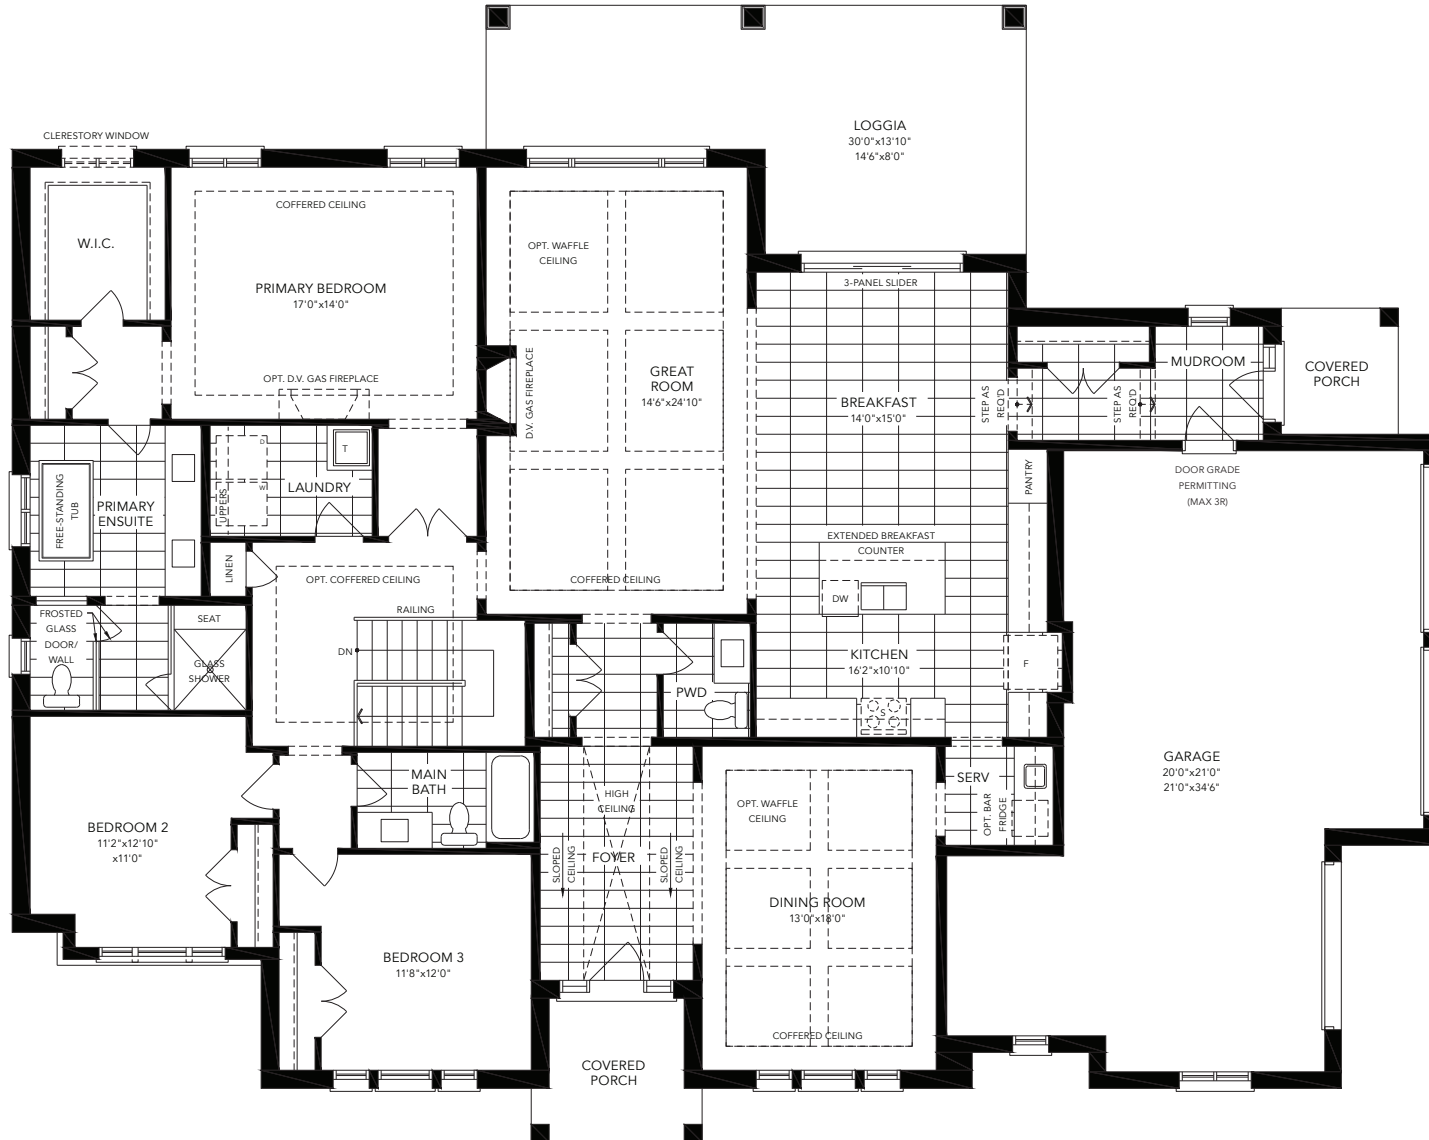 LOGGIA
30'0"x13'10"
14'6"x8'0"
CLERESTORY WINDOW
COFFERED CEILING
W.I.C.
PRIMARY BEDROOM
17'0"x14'0"
OPT. D.V. GAS FIREPLACE
OPT. WAFFLE
CEILING
D.V. GAS FIREPLACE
GREAT
ROOM
14'6"x24'10"
COFFERED CEILING
3-PANEL SLIDER
BREAKFAST
14'0"x15'0"
STEP AS
REQ'D
STEP AS
REQ'D
MUDROOM
COVERED
PORCH
FREE-STANDING
TUB
PRIMARY
ENSUITE
UPPERS
D
W
T
LAUNDRY
LINEN
OPT. COFFERED CEILING
RAILING
DN
FROSTED
GLASS
DOOR/
WALL
SEAT
GLASS
SHOWER
PANTRY
EXTENDED BREAKFAST
COUNTER
DW
KITCHEN
16'2"x10'10"
F
S
PWD
DOOR GRADE
PERMITTING
(MAX 3R)
GARAGE
20'0"x21'0"
21'0"x34'6"
SERV
OPT. BAR
FRIDGE
MAIN
BATH
BEDROOM 2
11'2"x12'10"
x11'0"
BEDROOM 3
11'8"x12'0"
HIGH
CEILING
SLOPED
CEILING
FOYER
SLOPED
CEILING
OPT. WAFFLE
CEILING
DINING ROOM
13'0"x18'0"
COFFERED CEILING
COVERED
PORCH